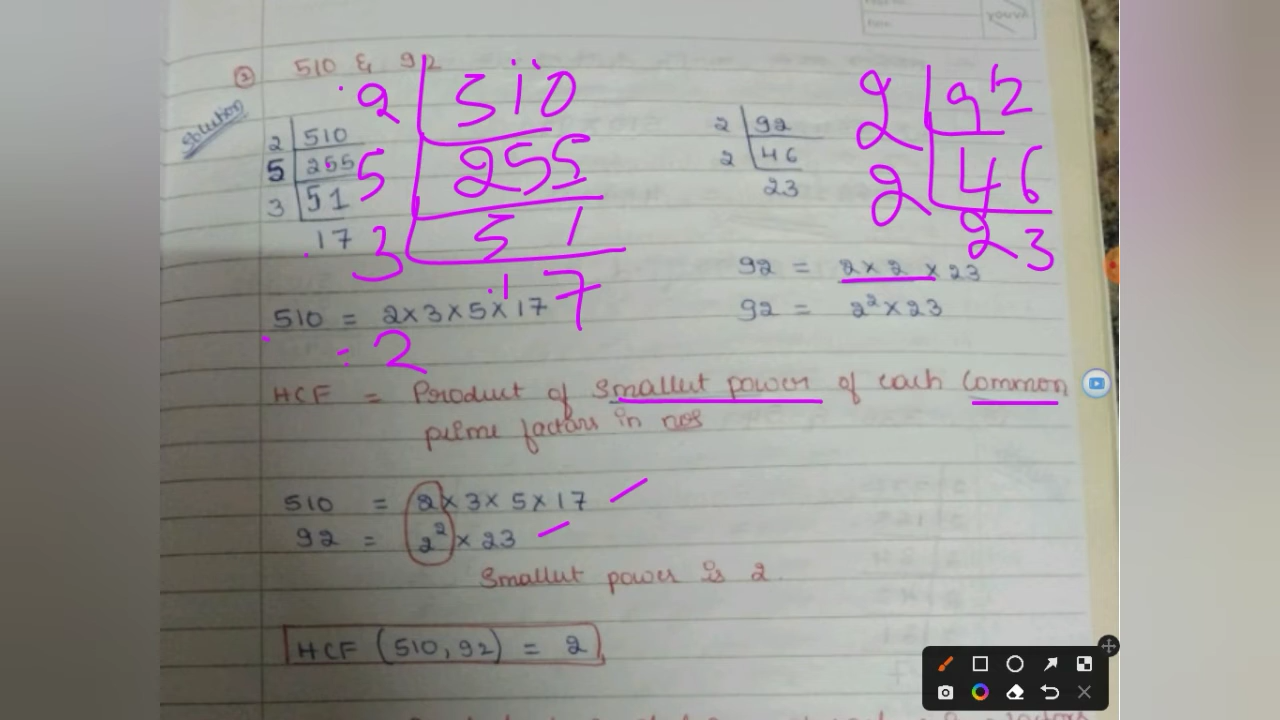 ② 510 & 92
Solution
2 | 510
5 | 255
3 | 51
17
2 | 510
5 | 255
3 | 51
17
2 | 92
2 | 46
23
2 | 92
2 | 46
23
510 = 2×3×5×17
= 2
92 = 2×2×23
92 = 2²×23
HCF = Product of smallest power of each Common
prime factors in nos
510 = 2×3×5×17
92 = 2²×23
Smallest power is 2.
HCF (510,92) = 2